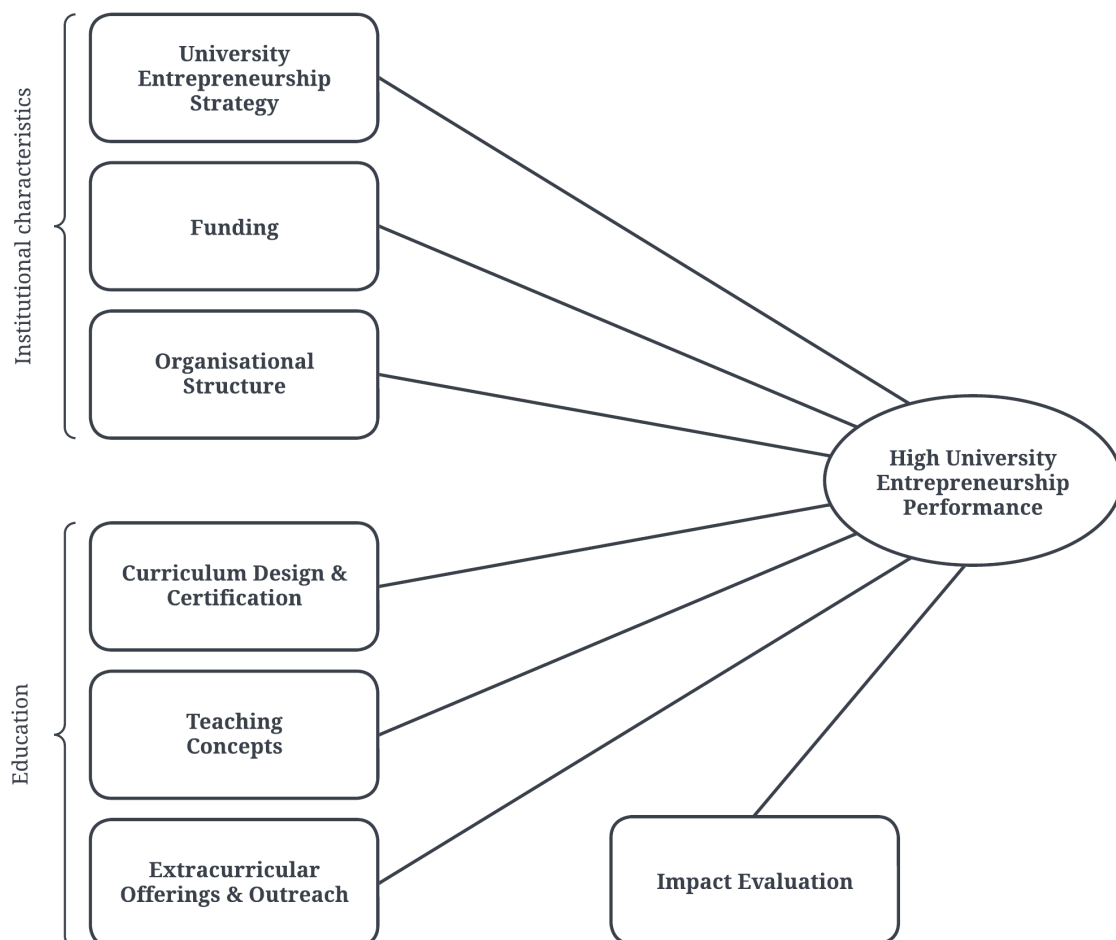 Institutional characteristics
University
Entrepreneurship
Strategy
Funding
Organisational
Structure
High University
Entrepreneurship
Performance
Education
Curriculum Design &
Certification
Teaching
Concepts
Extracurricular
Offerings & Outreach
Impact Evaluation